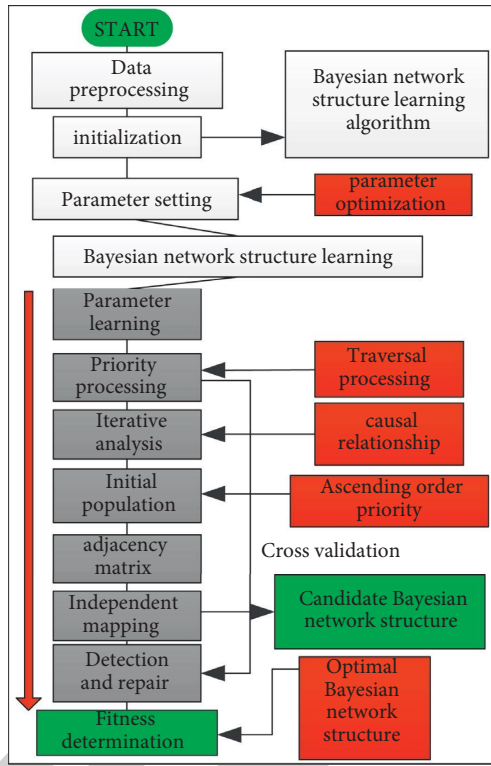 START
Data
preprocessing
Bayesian network
structure learning
algorithm
initialization
Parameter setting
parameter
optimization
Bayesian network structure learning
Parameter
learning
Priority
processing
Traversal
processing
Iterative
analysis
causal
relationship
Initial
population
Ascending order
priority
adjacency
matrix
Cross validation
Independent
mapping
Candidate Bayesian
network structure
Detection
and repair
Optimal
Bayesian
network
structure
Fitness
determination